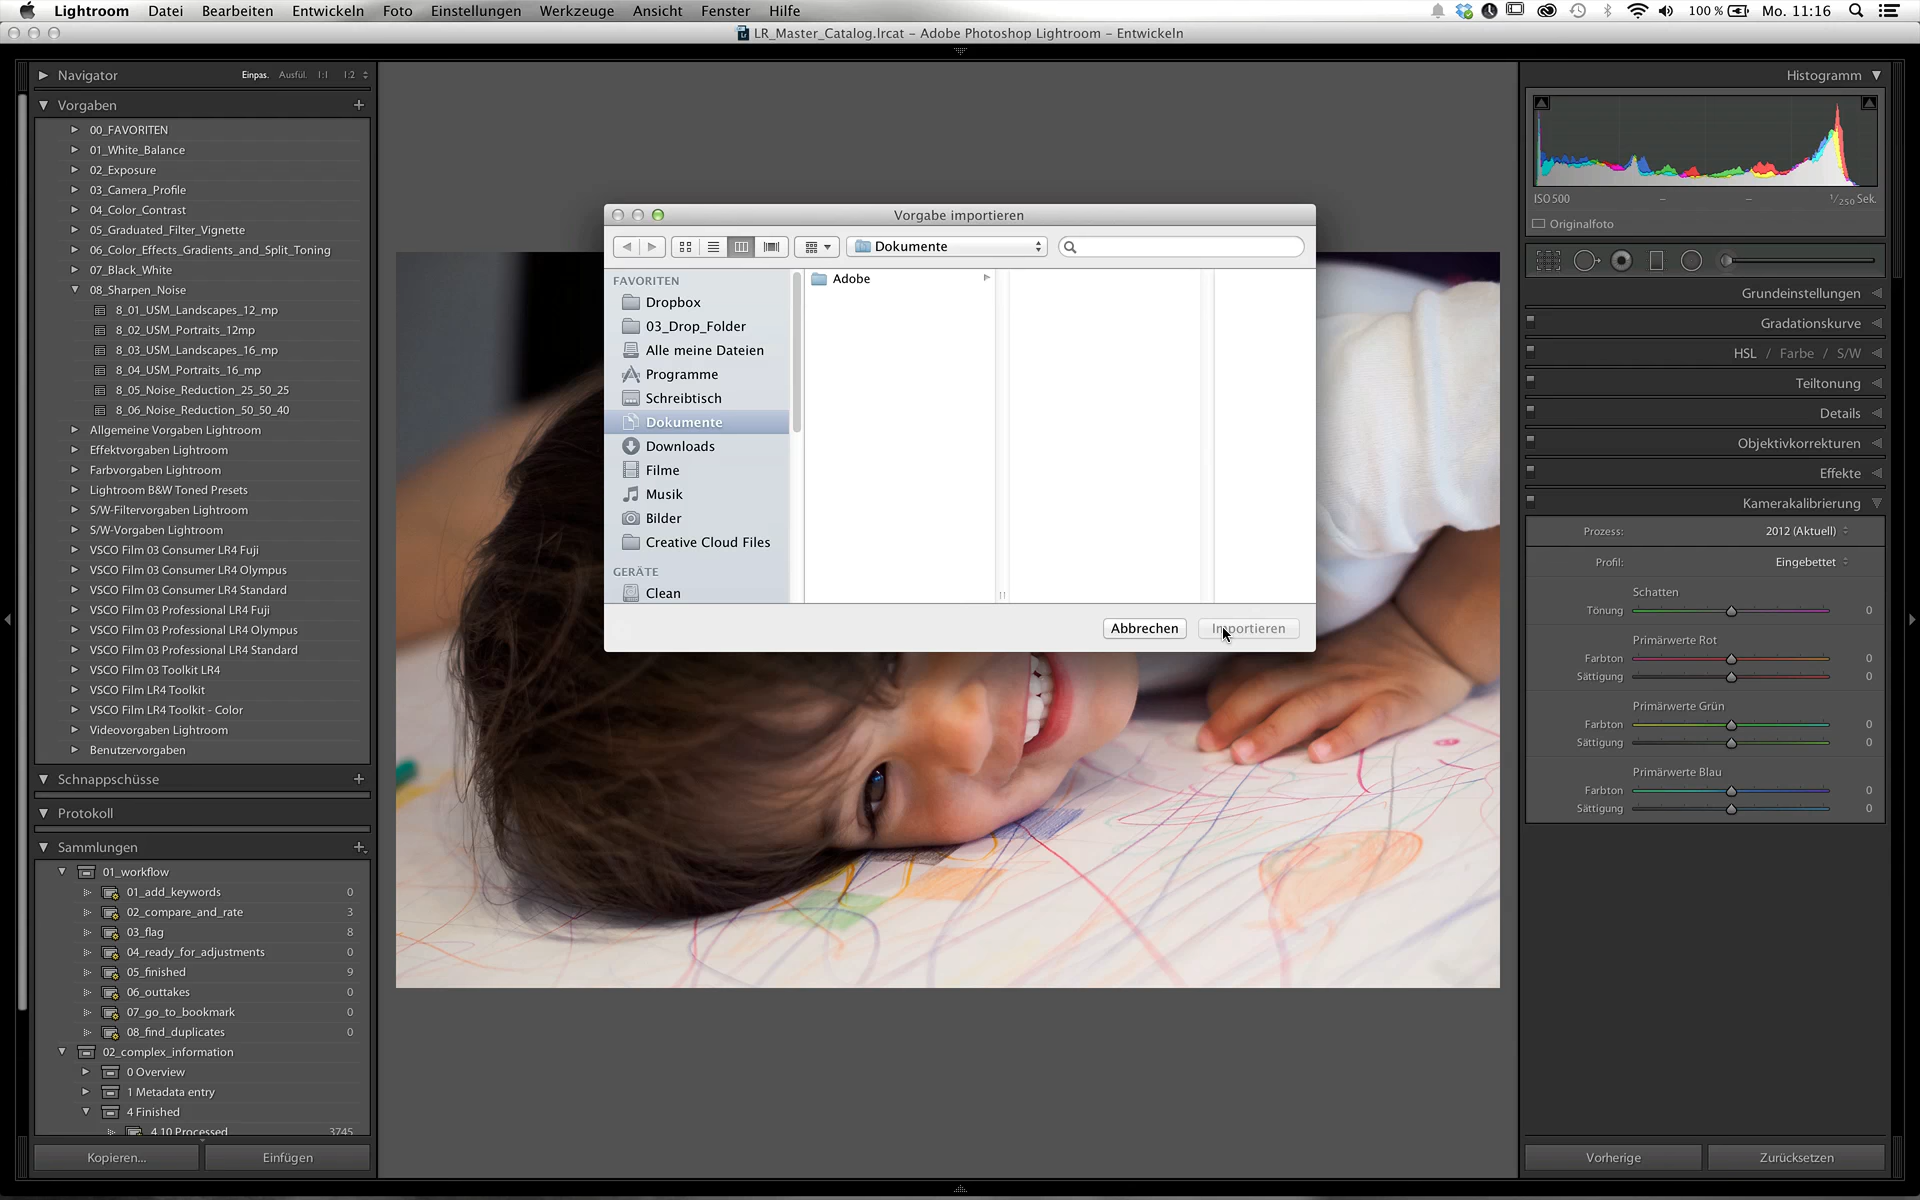 Lightroom Datei Bearbeiten Entwickeln Foto Einstellungen Werkzeuge Ansicht Fenster Hilfe 100 % Mo. 11:16
LR_Master_Catalog.lrcat – Adobe Photoshop Lightroom – Entwickeln
Navigator Einpas. Ausfül. 1:1 1:2
Vorgaben +
00_FAVORITEN
01_White_Balance
02_Exposure
03_Camera_Profile
04_Color_Contrast
05_Graduated_Filter_Vignette
06_Color_Effects_Gradients_and_Split_Toning
07_Black_White
08_Sharpen_Noise
8_01_USM_Landscapes_12_mp
8_02_USM_Portraits_12mp
8_03_USM_Landscapes_16_mp
8_04_USM_Portraits_16_mp
8_05_Noise_Reduction_25_50_25
8_06_Noise_Reduction_50_50_40
Allgemeine Vorgaben Lightroom
Effektvorgaben Lightroom
Farbvorgaben Lightroom
Lightroom B&W Toned Presets
S/W-Filtervorgaben Lightroom
S/W-Vorgaben Lightroom
VSCO Film 03 Consumer LR4 Fuji
VSCO Film 03 Consumer LR4 Olympus
VSCO Film 03 Consumer LR4 Standard
VSCO Film 03 Professional LR4 Fuji
VSCO Film 03 Professional LR4 Olympus
VSCO Film 03 Professional LR4 Standard
VSCO Film 03 Toolkit LR4
VSCO Film LR4 Toolkit
VSCO Film LR4 Toolkit - Color
Videovorgaben Lightroom
Benutzervorgaben
Schnappschüsse +
Protokoll
Sammlungen +
01_workflow
01_add_keywords 0
02_compare_and_rate 3
03_flag 8
04_ready_for_adjustments 0
05_finished 9
06_outtakes 0
07_go_to_bookmark 0
08_find_duplicates 0
02_complex_information
0 Overview
1 Metadata entry
4 Finished
4.10 Processed 3745
Kopieren... Einfügen
Vorgabe importieren
Dokumente
FAVORITEN
Dropbox
03_Drop_Folder
Alle meine Dateien
Programme
Schreibtisch
Dokumente
Downloads
Filme
Musik
Bilder
Creative Cloud Files
GERÄTE
Clean
Adobe
Abbrechen Importieren
Histogramm
ISO 500 – – 1/250 Sek.
Originalfoto
Grundeinstellungen
Gradationskurve
HSL / Farbe / S/W
Teiltonung
Details
Objektivkorrekturen
Effekte
Kamerakalibrierung
Prozess: 2012 (Aktuell)
Profil: Eingebettet
Schatten
Tönung 0
Primärwerte Rot
Farbton 0
Sättigung 0
Primärwerte Grün
Farbton 0
Sättigung 0
Primärwerte Blau
Farbton 0
Sättigung 0
Vorherige Zurücksetzen